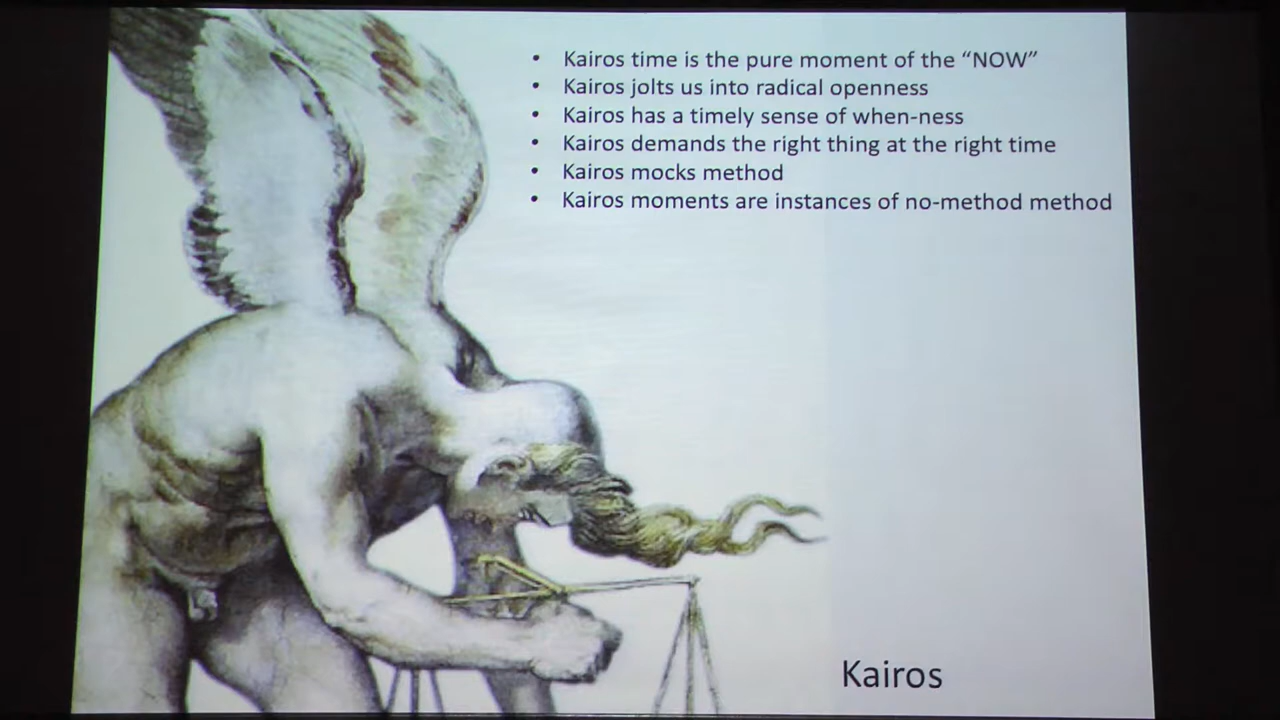 • Kairos time is the pure moment of the “NOW”
• Kairos jolts us into radical openness
• Kairos has a timely sense of when-ness
• Kairos demands the right thing at the right time
• Kairos mocks method
• Kairos moments are instances of no-method method
Kairos